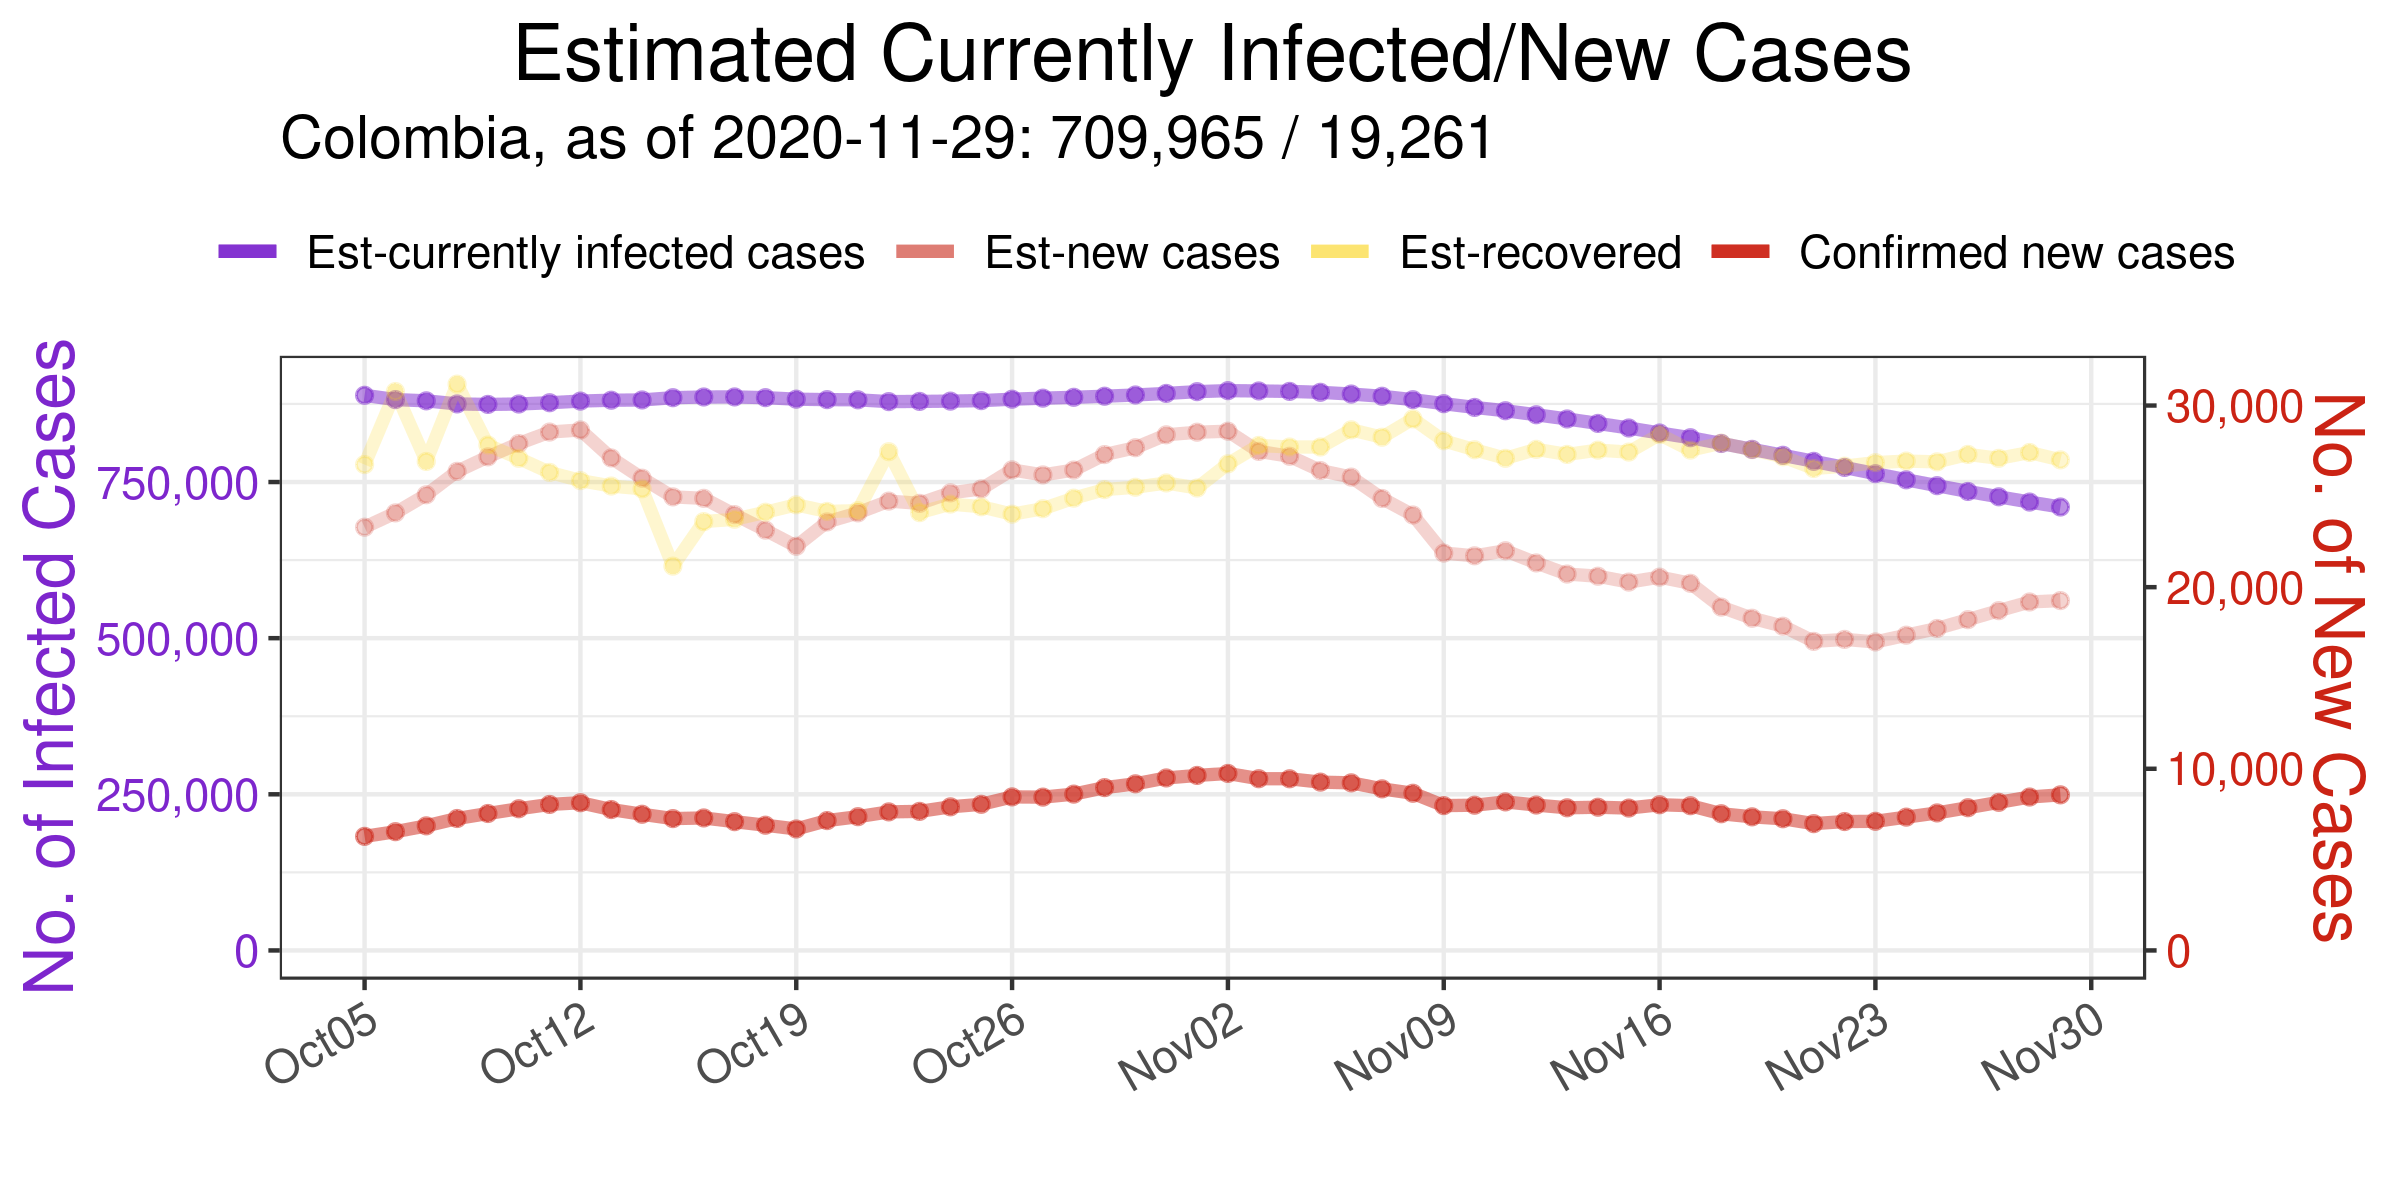 Estimated Currently Infected/New Cases
Colombia, as of 2020-11-29: 709,965 / 19,261
Est-currently infected cases Est-new cases Est-recovered Confirmed new cases
No. of Infected Cases
750,000
500,000
250,000
0
30,000
20,000
10,000
0
No. of New Cases
Oct05 Oct12 Oct19 Oct26 Nov02 Nov09 Nov16 Nov23 Nov30